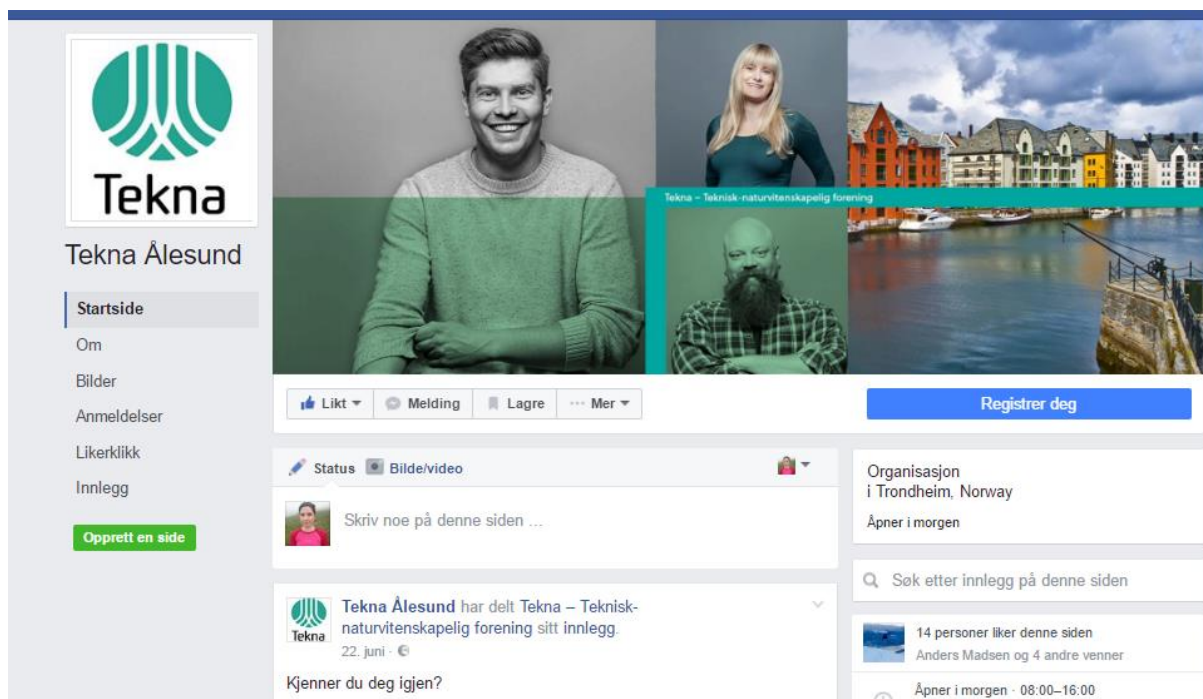 Tekna
Tekna Ålesund
Startside
Om
Bilder
Anmeldelser
Likerklikk
Innlegg
Opprett en side
Tekna – Teknisk-naturvitenskapelig forening
Likt
Melding
Lagre
··· Mer
Registrer deg
Status
Bilde/video
Skriv noe på denne siden ...
Tekna
Tekna Ålesund har delt Tekna – Teknisk-
naturvitenskapelig forening sitt innlegg.
22. juni ·
Kjenner du deg igjen?
Organisasjon
i Trondheim, Norway
Åpner i morgen
Søk etter innlegg på denne siden
14 personer liker denne siden
Anders Madsen og 4 andre venner
Åpner i morgen · 08:00–16:00